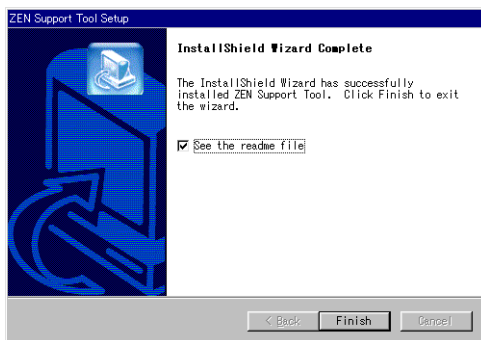 ZEN Support Tool Setup
InstallShield Wizard Complete
The InstallShield Wizard has successfully
installed ZEN Support Tool. Click Finish to exit
the wizard.
See the readme file
< Back
Finish
Cancel